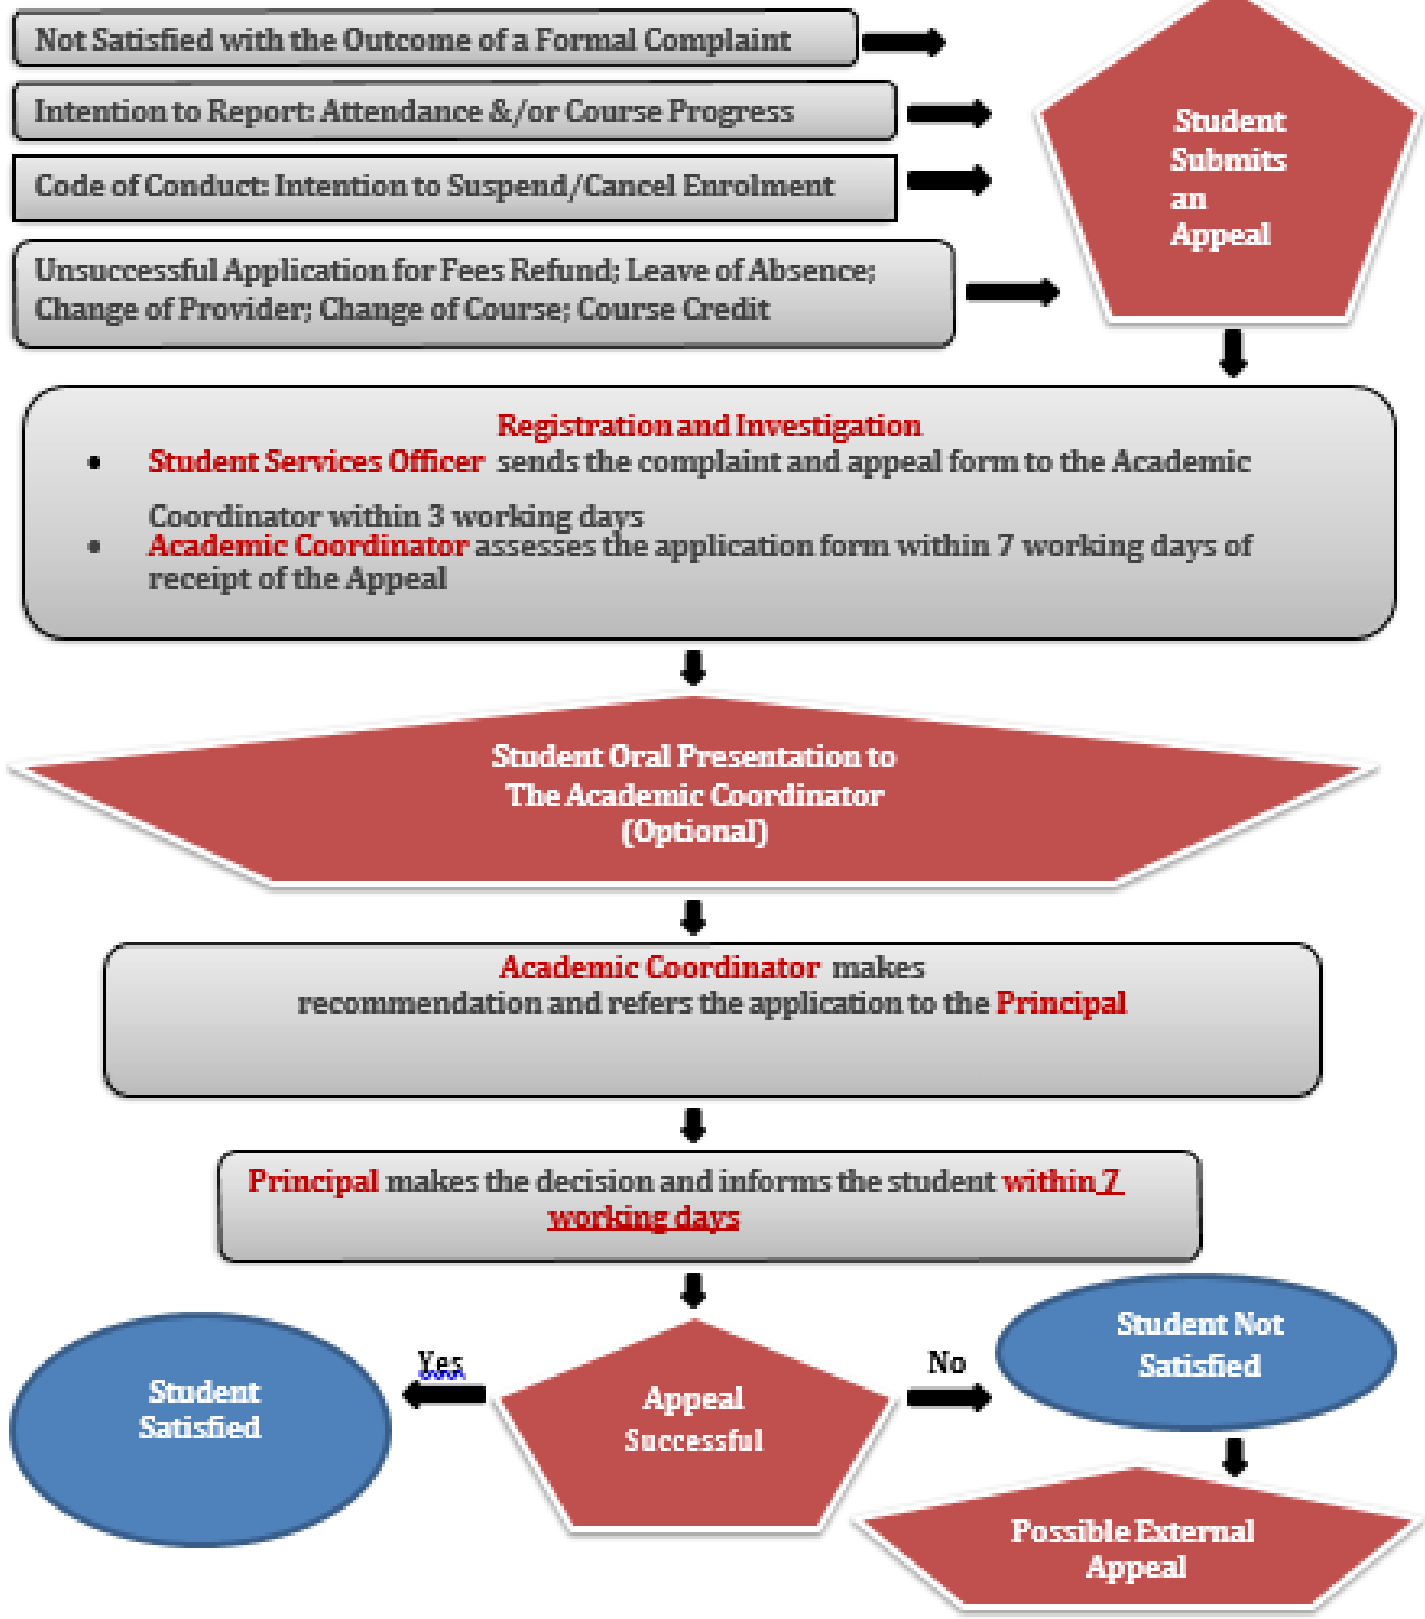 Not Satisfied with the Outcome of a Formal Complaint
Intention to Report: Attendance &/or Course Progress
Code of Conduct: Intention to Suspend/Cancel Enrolment
Unsuccessful Application for Fees Refund; Leave of Absence;
Change of Provider; Change of Course; Course Credit
Student
Submits
an
Appeal
Registration and Investigation
• Student Services Officer sends the complaint and appeal form to the Academic
Coordinator within 3 working days
• Academic Coordinator assesses the application form within 7 working days of
receipt of the Appeal
Student Oral Presentation to
The Academic Coordinator
(Optional)
Academic Coordinator makes
recommendation and refers the application to the Principal
Principal makes the decision and informs the student within 7
working days
Yes
No
Student
Satisfied
Appeal
Successful
Student Not
Satisfied
Possible External
Appeal